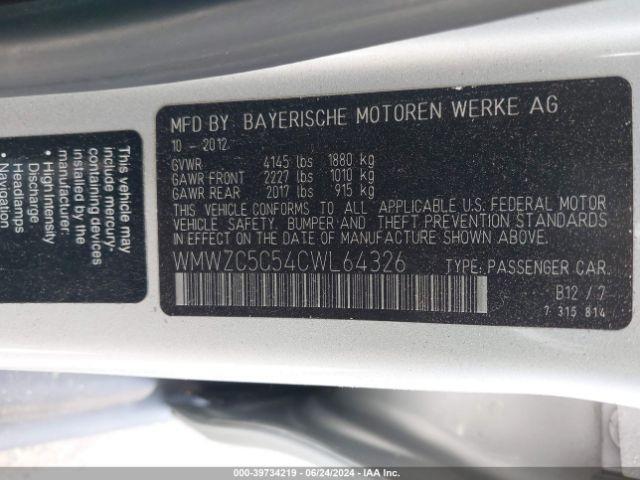 MFD BY BAYERISCHE MOTOREN WERKE AG
10 - 2012
GVWR 4145 lbs 1880 kg
GAWR FRONT 2227 lbs 1010 kg
GAWR REAR 2017 lbs 915 kg
THIS VEHICLE CONFORMS TO ALL APPLICABLE U.S. FEDERAL MOTOR
VEHICLE SAFETY, BUMPER AND THEFT PREVENTION STANDARDS
IN EFFECT ON THE DATE OF MANUFACTURE SHOWN ABOVE.
WMWZC5C54CWL64326 TYPE: PASSENGER CAR.
B12 / 7
7 315 814
This vehicle may
include mercury-
containing devices
installed by the
manufacturer:
• High Intensity
Discharge
Headlamps
• Navigation
© IAA - 39734219 - 06/24/2024 - IAAI.COM